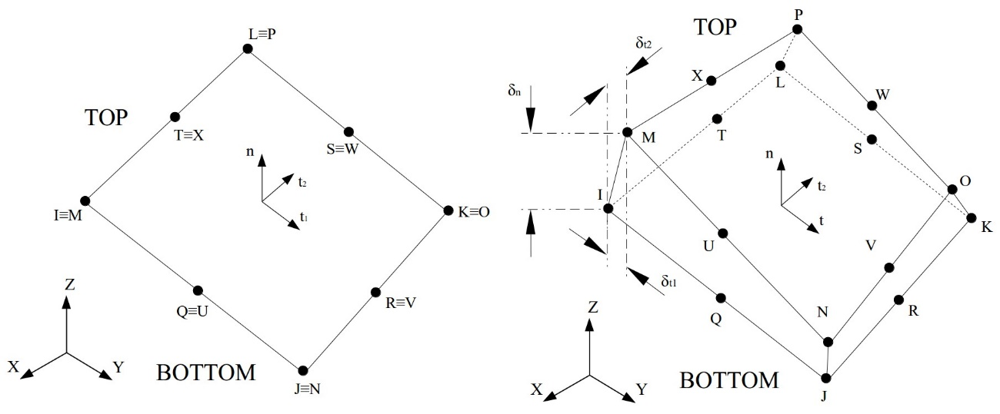 L≡P
TOP
T≡X
S≡W
n
t₂
t₁
I≡M
K≡O
Z
X
Y
Q≡U
R≡V
BOTTOM
J≡N
P
TOP
δt2
X
L
W
δn
M
T
S
n
t₂
t
I
O
K
U
V
δt1
Q
N
R
Z
X
Y
BOTTOM
J